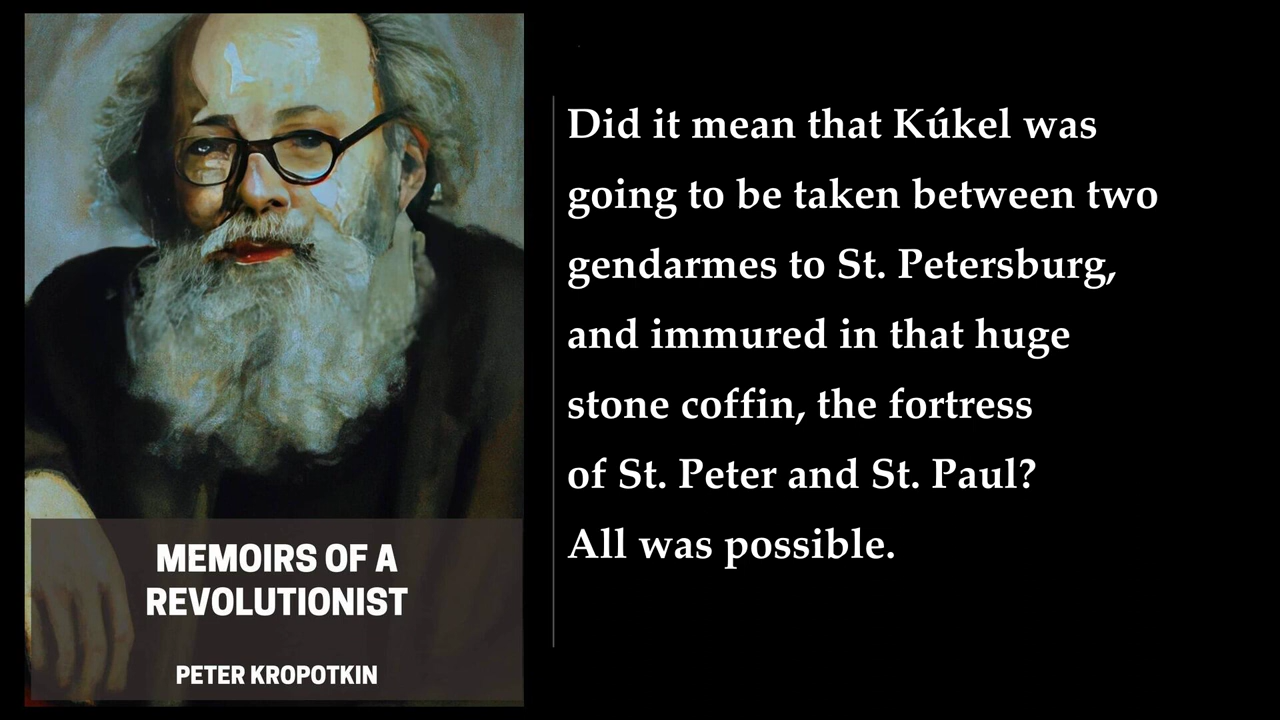 MEMOIRS OF A
REVOLUTIONIST
PETER KROPOTKIN
Did it mean that Kúkel was
going to be taken between two
gendarmes to St. Petersburg,
and immured in that huge
stone coffin, the fortress
of St. Peter and St. Paul?
All was possible.